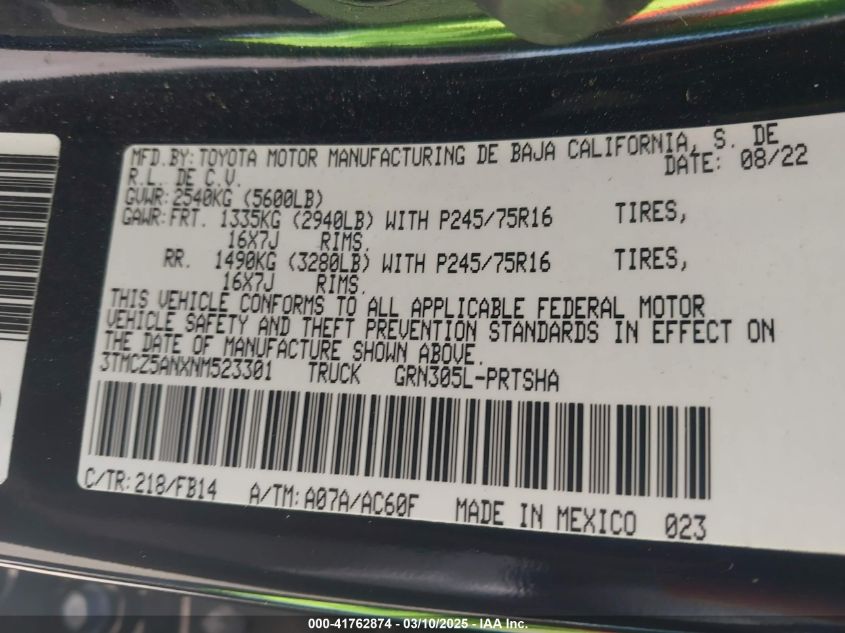 MFD.BY: TOYOTA MOTOR MANUFACTURING DE BAJA CALIFORNIA, S. DE
R.L. DE C.V. DATE: 08/22
GVWR: 2540KG (5600LB)
GAWR: FRT. 1335KG (2940LB) WITH P245/75R16 TIRES,
16X7J RIMS.
RR. 1490KG (3280LB) WITH P245/75R16 TIRES,
16X7J RIMS.
THIS VEHICLE CONFORMS TO ALL APPLICABLE FEDERAL MOTOR
VEHICLE SAFETY AND THEFT PREVENTION STANDARDS IN EFFECT ON
THE DATE OF MANUFACTURE SHOWN ABOVE.
3TMCZ5ANXNM523301 TRUCK GRN305L-PRTSHA
C/TR: 218/FB14 A/TM: A07A/AC60F MADE IN MEXICO 023
000-41762874 — 03/10/2025 — IAA Inc.